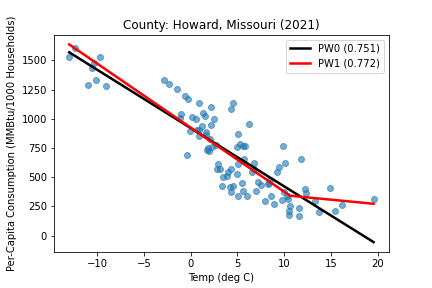 County: Howard, Missouri (2021)
PW0 (0.751)
PW1 (0.772)
Per-Capita Consumption (MMBtu/1000 Households)
1500
1250
1000
750
500
250
0
−10
−5
0
5
10
15
20
Temp (deg C)